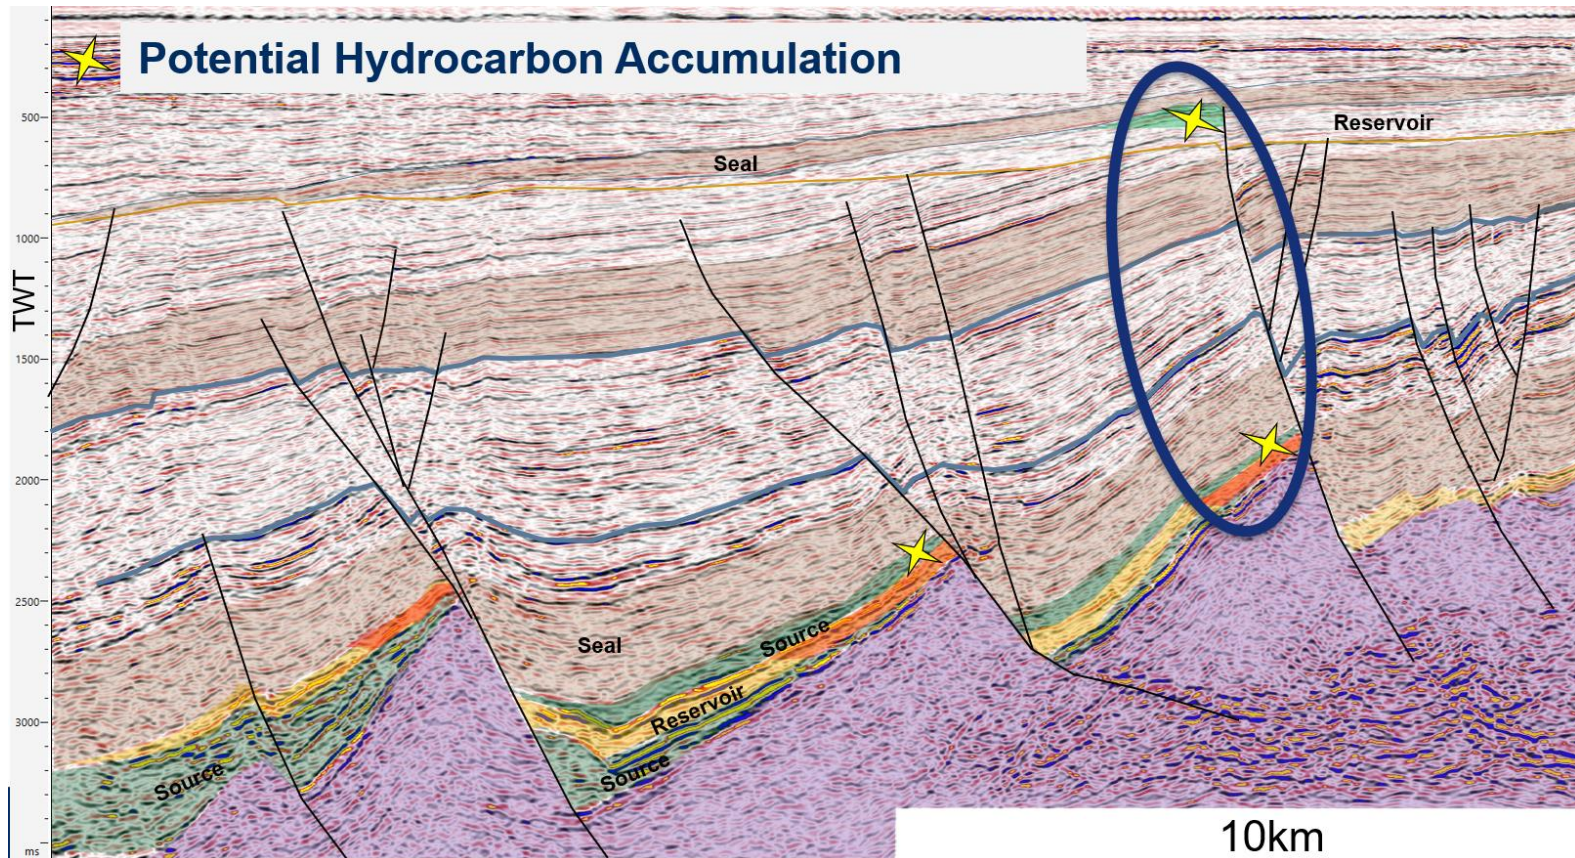 Potential Hydrocarbon Accumulation
500
Reservoir
Seal
1000
TWT
1500
2000
2500
Source
Seal
Reservoir
3000
Source
Source
ms
10km